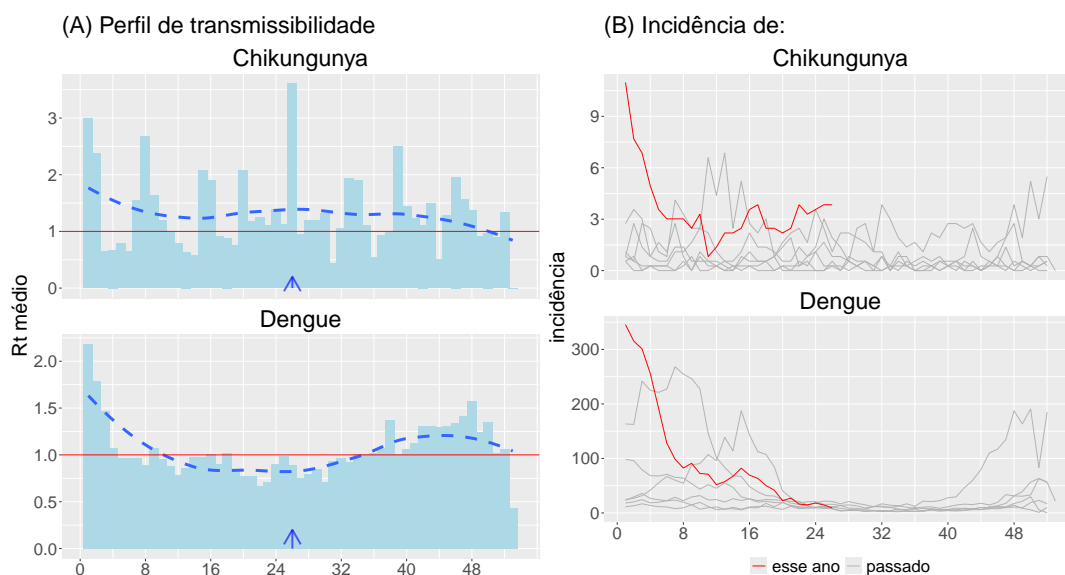 (A) Perfil de transmissibilidade
Chikungunya
3
2
1
0
Dengue
2.0
1.5
1.0
0.5
0.0
0 8 16 24 32 40 48
Rt médio
(B) Incidência de:
Chikungunya
9
6
3
0
Dengue
300
200
100
0
0 8 16 24 32 40 48
incidência
esse ano passado